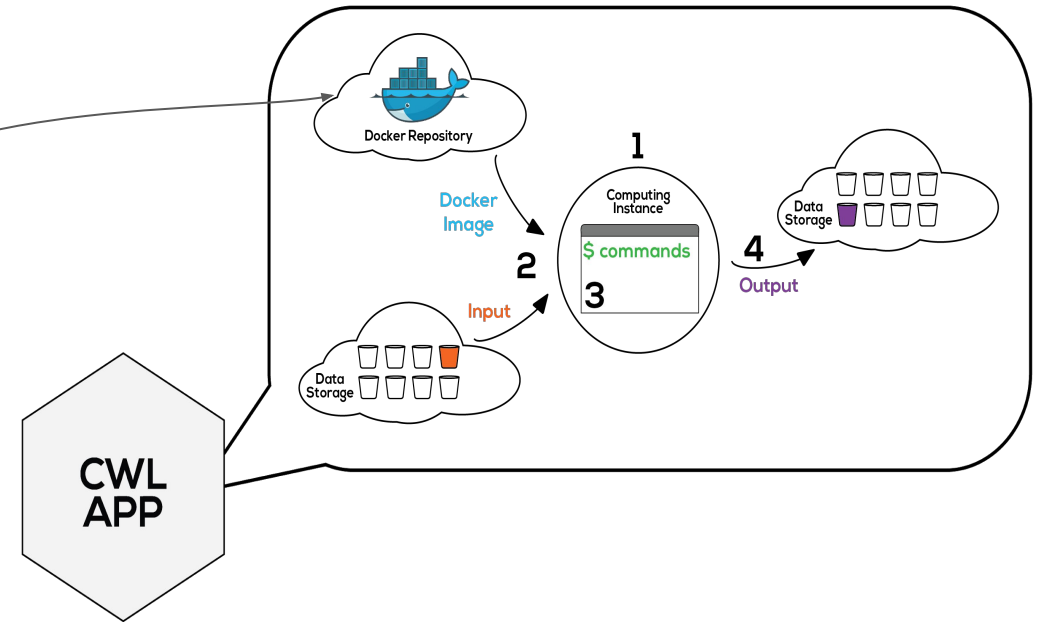 Docker Repository
1
Computing
Instance
$ commands
3
Docker
Image
2
Input
Data
Storage
4
Output
Data
Storage
CWL
APP